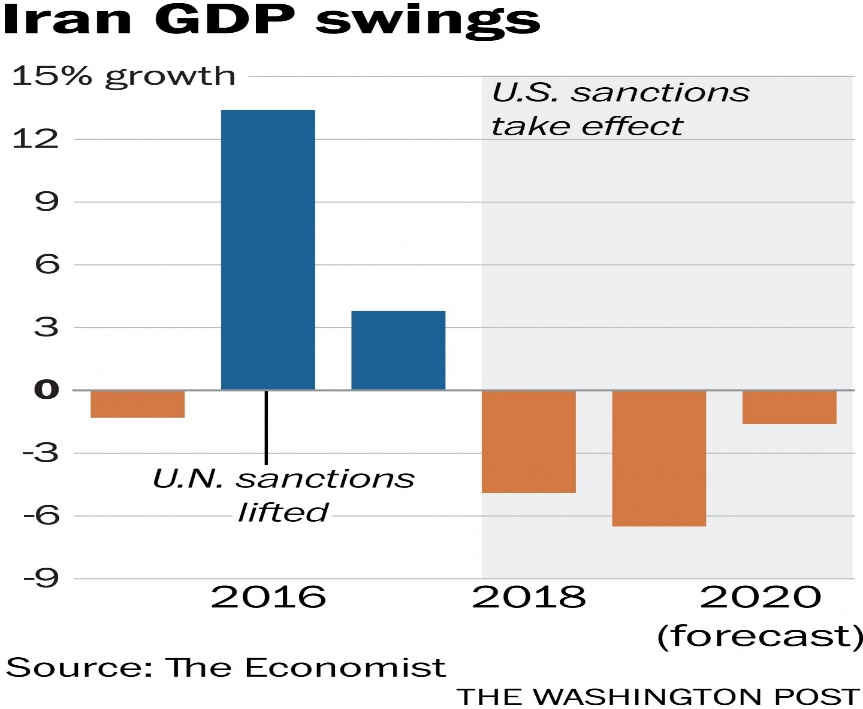 Iran GDP swings
15% growth
U.S. sanctions
take effect
12
9
6
3
0
-3
U.N. sanctions
lifted
-6
-9
2016 2018 2020
(forecast)
Source: The Economist
THE WASHINGTON POST